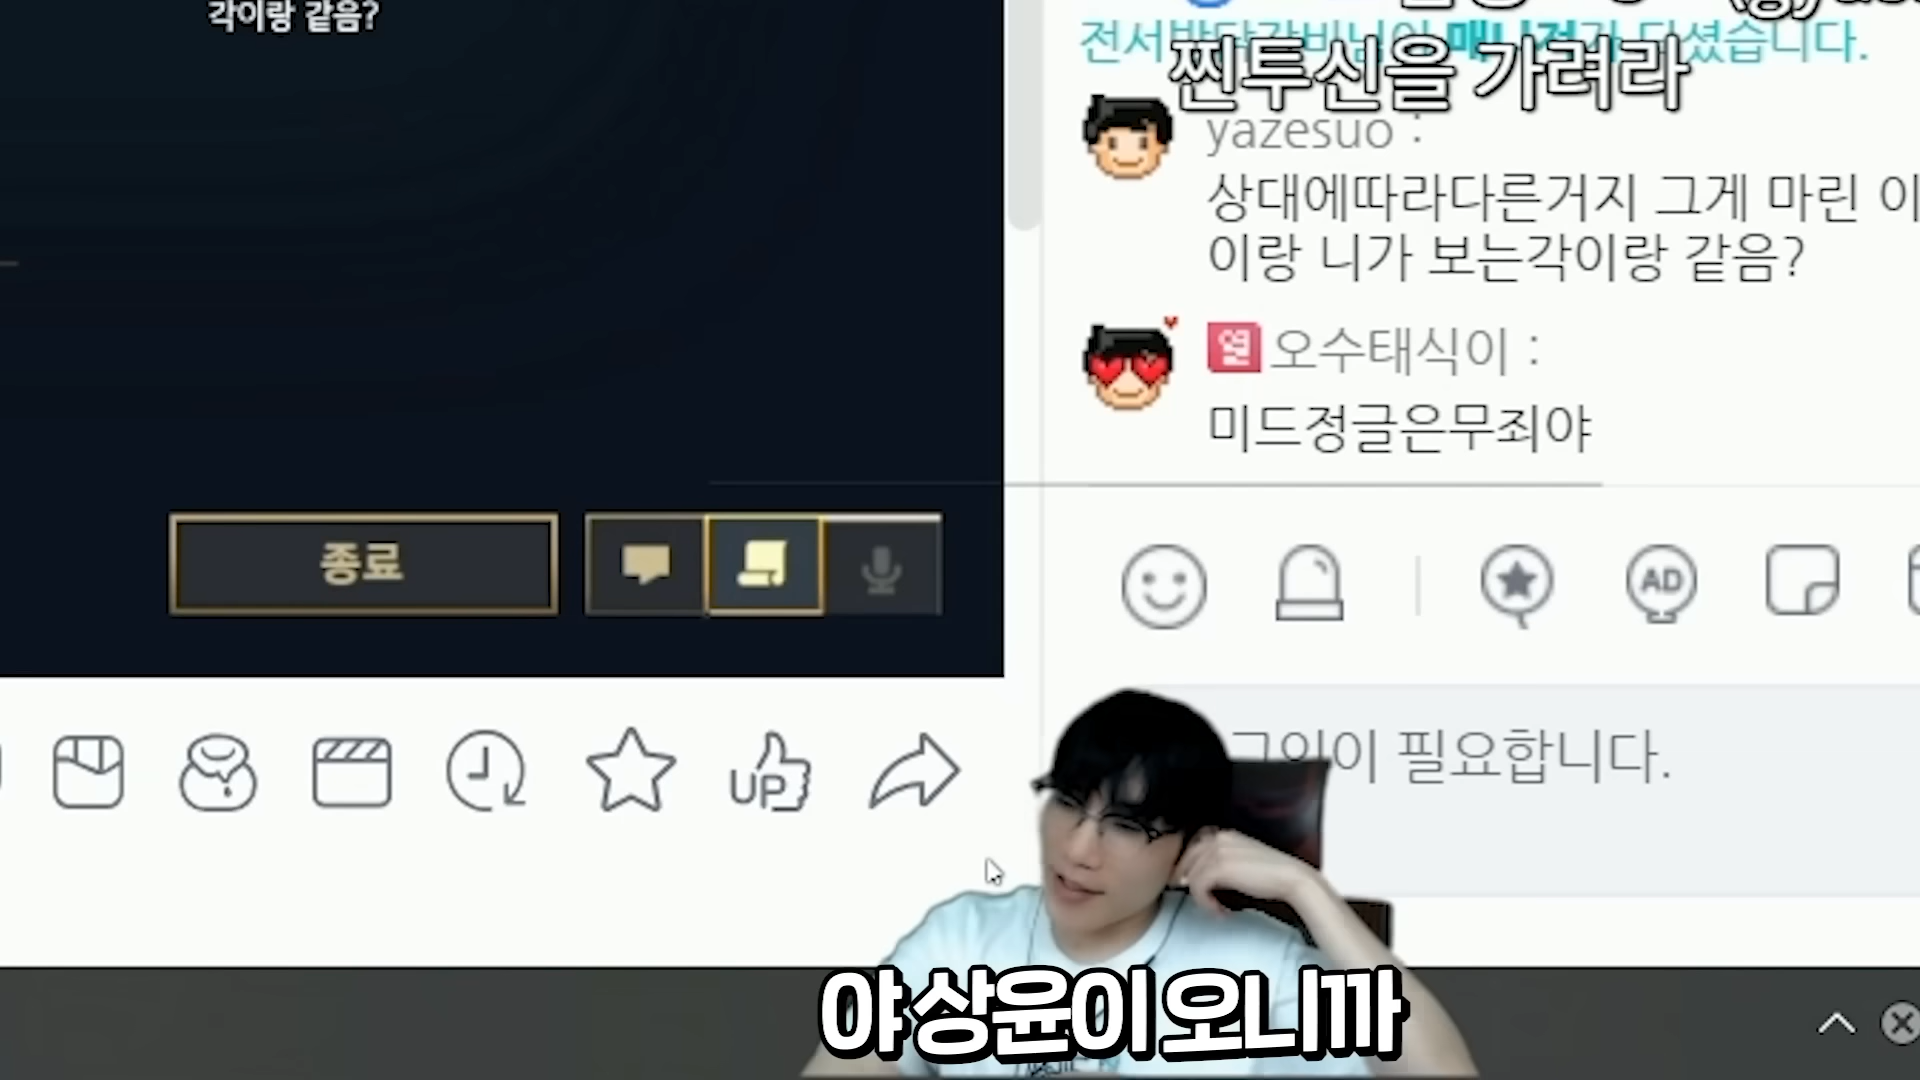 각이랑 같음?
찐투신을 가려라
yazesuo :
상대에따라다른거지 그게 마린 이
이랑 니가 보는각이랑 같음?
열 오수태식이 :
미드정글은무죄야
종료
AD
UP
필요합니다.
야 상윤이 오니까